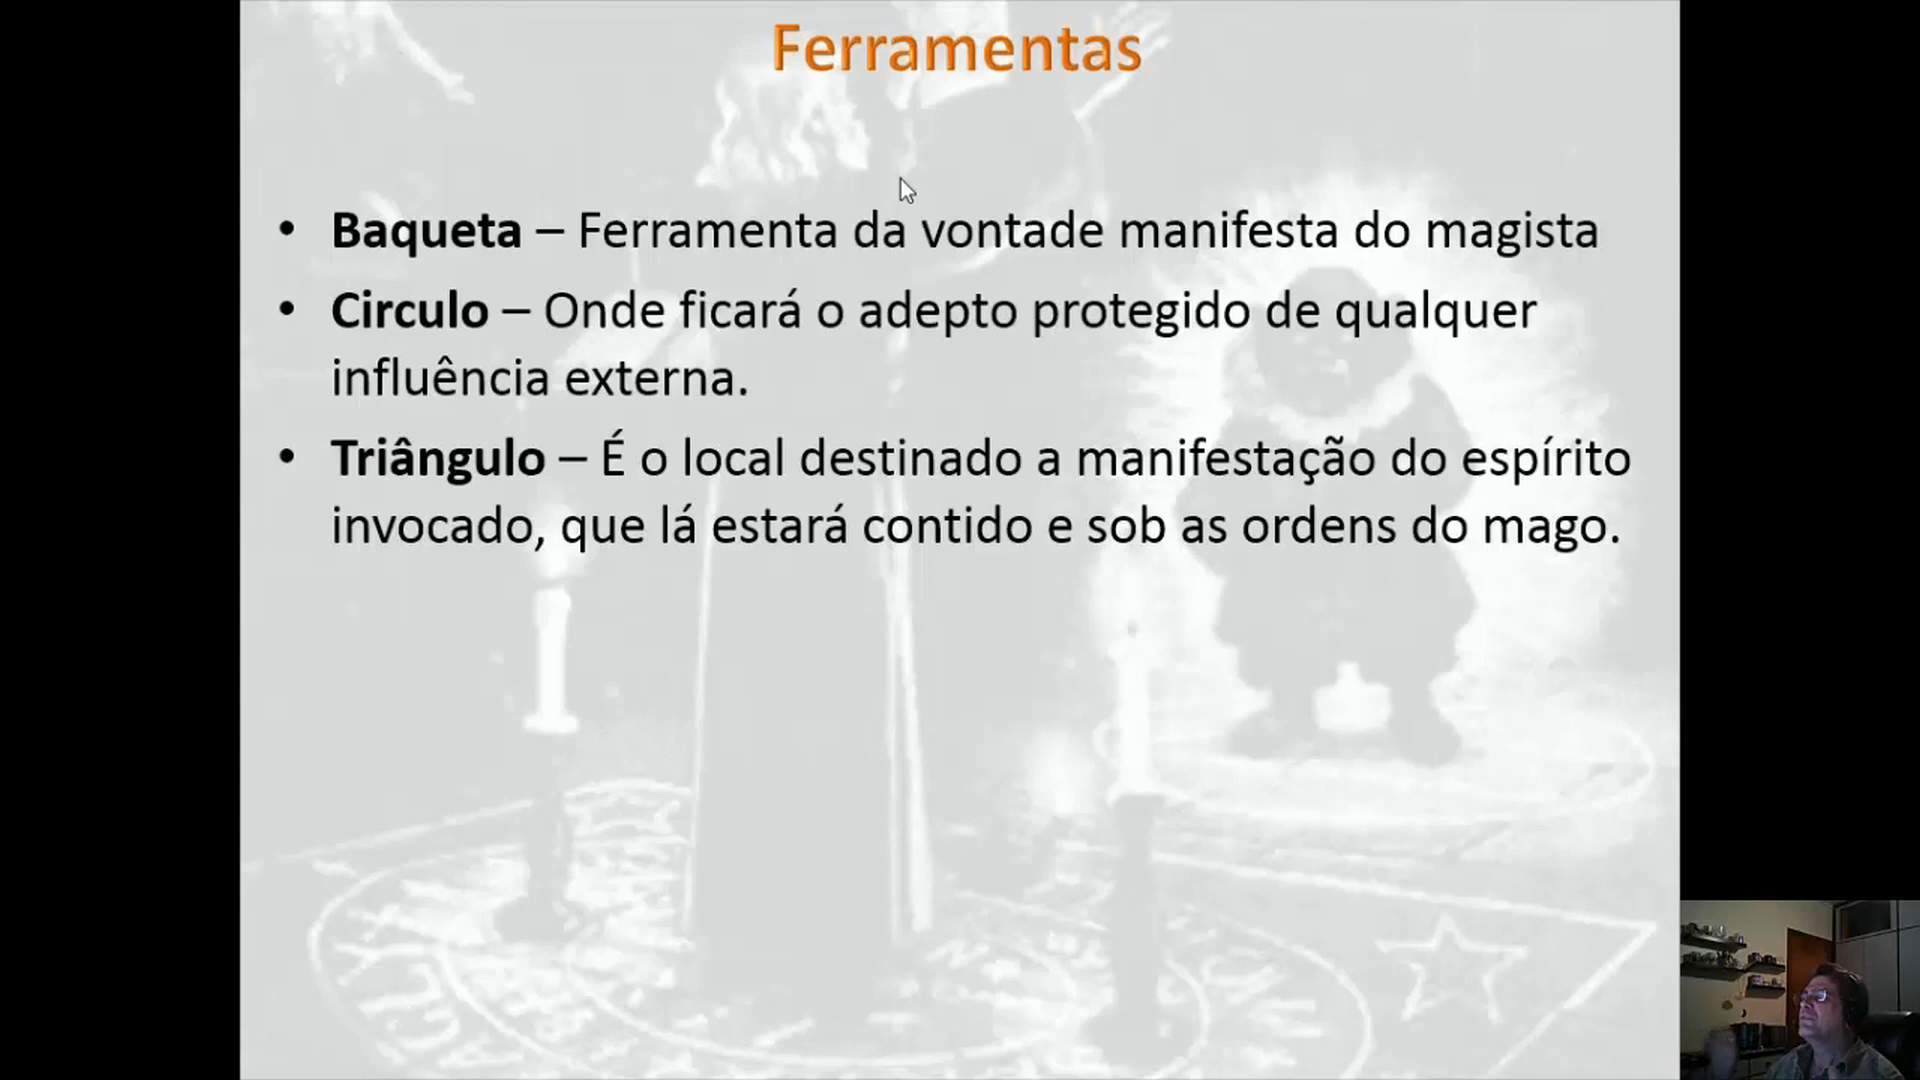 Ferramentas
• Baqueta – Ferramenta da vontade manifesta do magista
• Circulo – Onde ficará o adepto protegido de qualquer
influência externa.
• Triângulo – É o local destinado a manifestação do espírito
invocado, que lá estará contido e sob as ordens do mago.